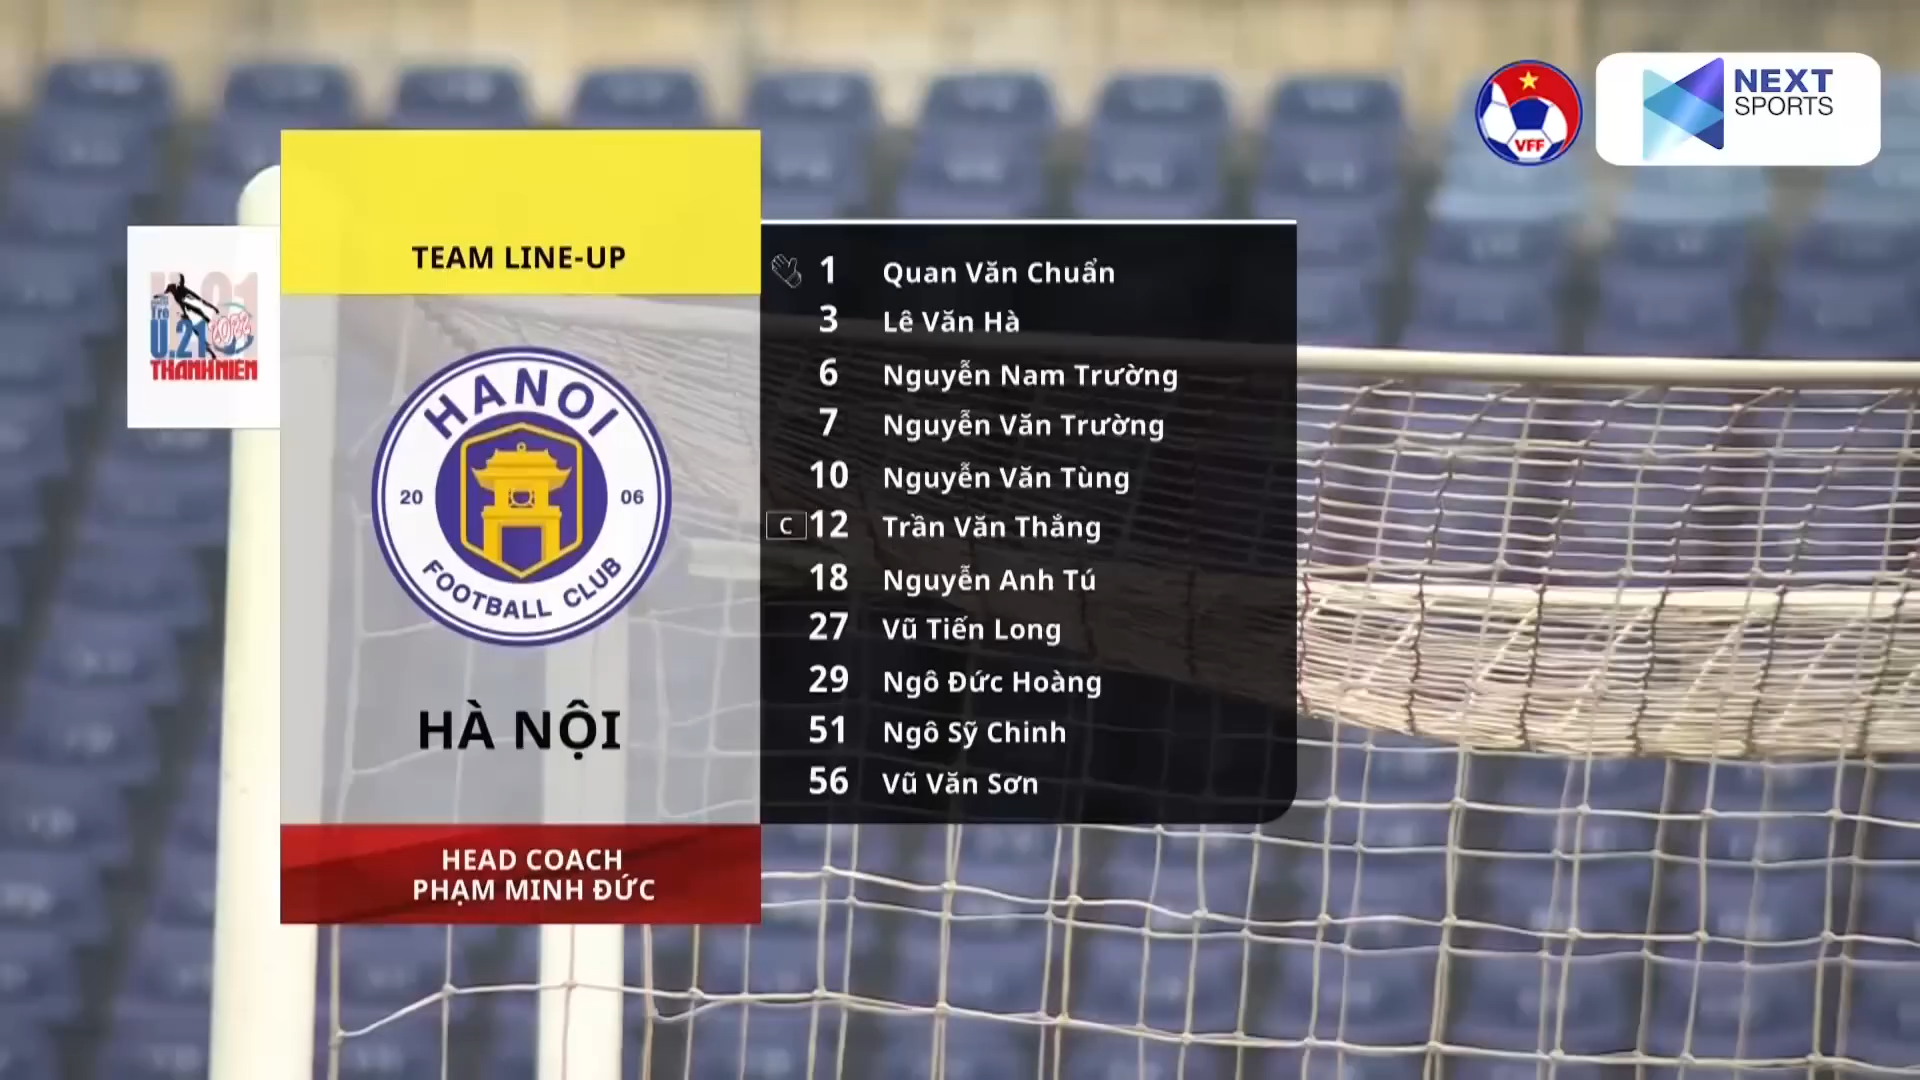 VFF
NEXT
SPORTS
TEAM LINE-UP
U.21
THANH NIÊN
HANOI
20 06
FOOTBALL CLUB
HÀ NỘI
HEAD COACH
PHẠM MINH ĐỨC
1 Quan Văn Chuẩn
3 Lê Văn Hà
6 Nguyễn Nam Trường
7 Nguyễn Văn Trường
10 Nguyễn Văn Tùng
C 12 Trần Văn Thắng
18 Nguyễn Anh Tú
27 Vũ Tiến Long
29 Ngô Đức Hoàng
51 Ngô Sỹ Chinh
56 Vũ Văn Sơn